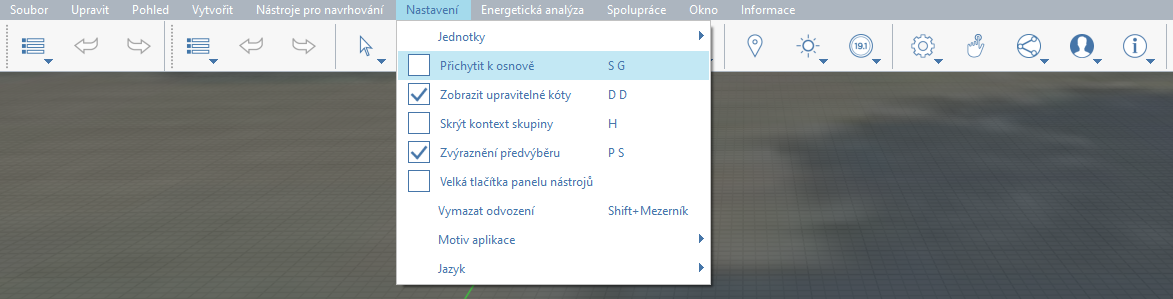 Soubor Upravit Pohled Vytvořit Nástroje pro navrhování Nastavení Energetická analýza Spolupráce Okno Informace
19.1
Jednotky
Přichytit k osnově S G
Zobrazit upravitelné kóty D D
Skrýt kontext skupiny H
Zvýraznění předvýběru P S
Velká tlačítka panelu nástrojů
Vymazat odvození Shift+Mezerník
Motiv aplikace
Jazyk